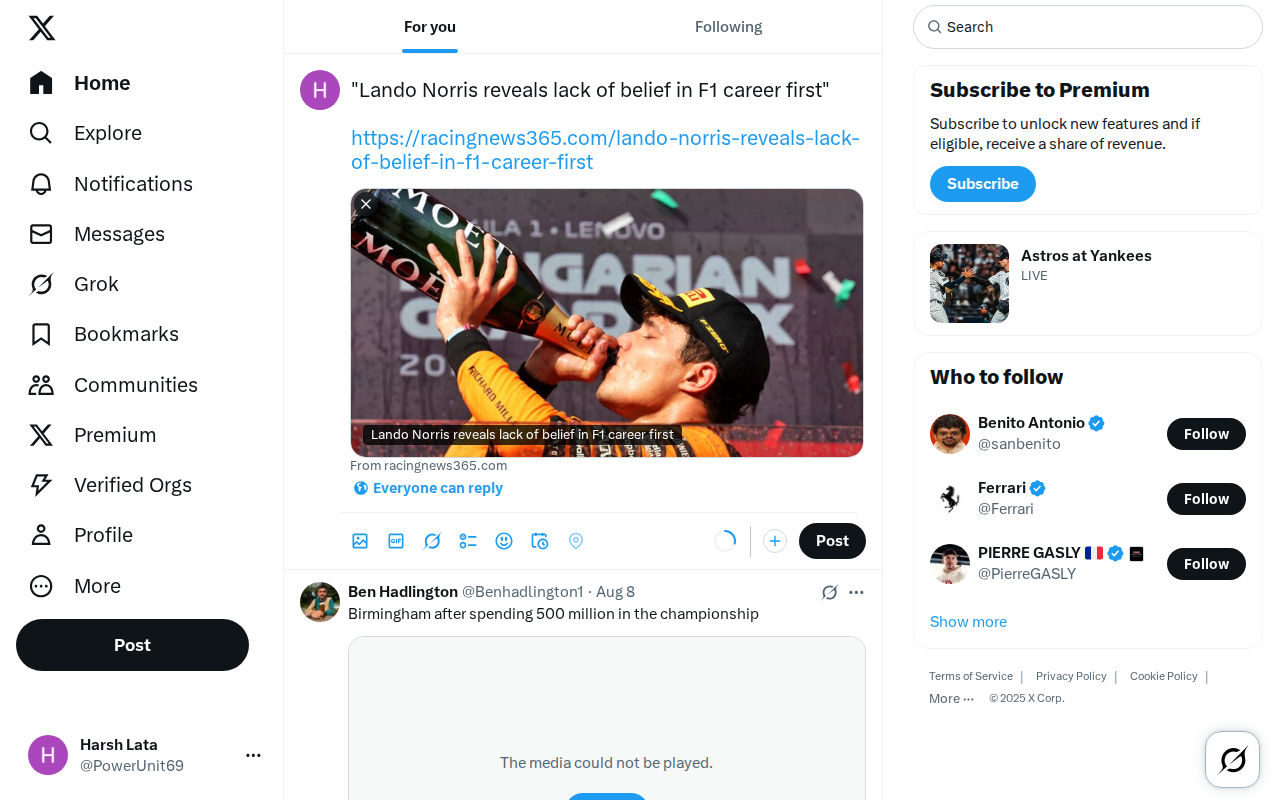 Home
Explore
Notifications
Messages
Grok
Bookmarks
Communities
Premium
Verified Orgs
Profile
More
Post
H
Harsh Lata
@PowerUnit69
For you
Following
H
"Lando Norris reveals lack of belief in F1 career first"
https://racingnews365.com/lando-norris-reveals-lack-
of-belief-in-f1-career-first
MOËT
MOËT
ULA 1 • LENOVO
NGARIAN
RICHARD MILLE
Lando Norris reveals lack of belief in F1 career first
From racingnews365.com
Everyone can reply
GIF
Post
Ben Hadlington @Benhadlington1 · Aug 8
Birmingham after spending 500 million in the championship
The media could not be played.
Search
Subscribe to Premium
Subscribe to unlock new features and if
eligible, receive a share of revenue.
Subscribe
Astros at Yankees
LIVE
Who to follow
Benito Antonio
@sanbenito
Follow
Ferrari
@Ferrari
Follow
PIERRE GASLY
@PierreGASLY
Follow
Show more
Terms of Service | Privacy Policy | Cookie Policy |
More ··· © 2025 X Corp.